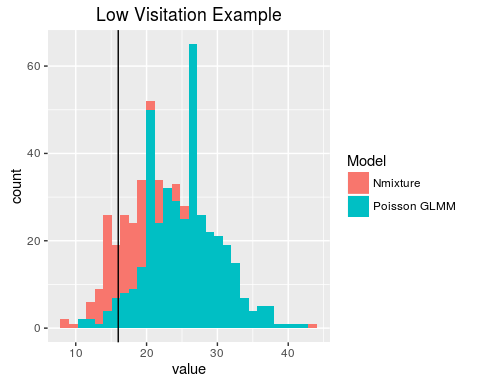 Low Visitation Example
60
40
20
0
count
10 20 30 40
value
Model
Nmixture
Poisson GLMM